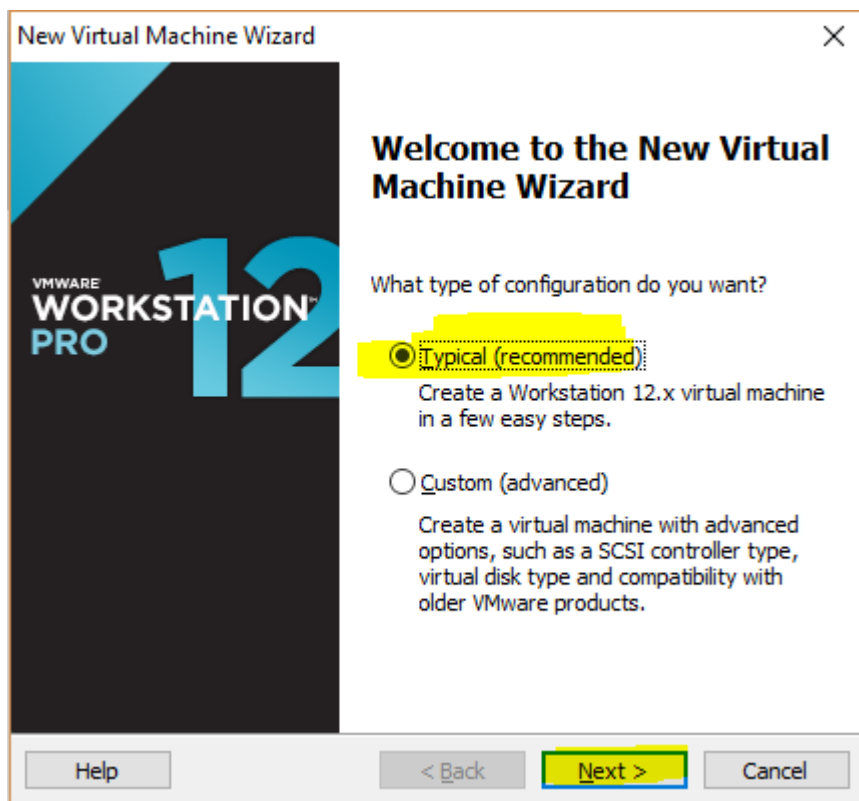 New Virtual Machine Wizard
VMWARE
WORKSTATION™
PRO
12
Welcome to the New Virtual
Machine Wizard
What type of configuration do you want?
Typical (recommended)
Create a Workstation 12.x virtual machine
in a few easy steps.
Custom (advanced)
Create a virtual machine with advanced
options, such as a SCSI controller type,
virtual disk type and compatibility with
older VMware products.
Help
< Back
Next >
Cancel